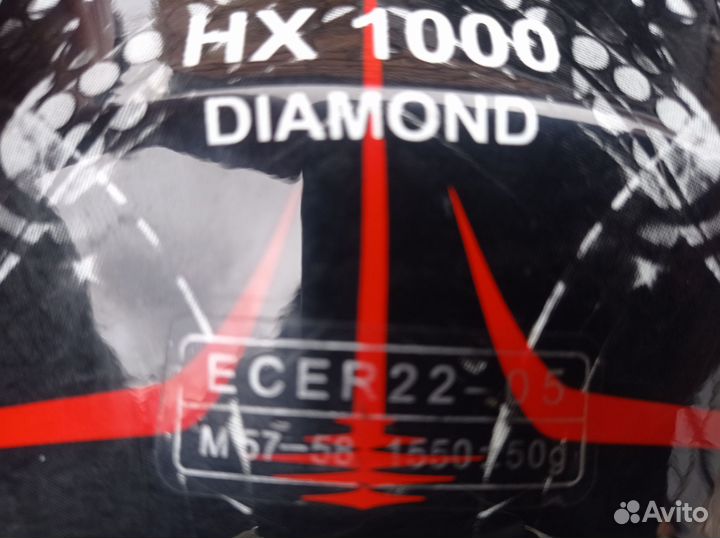 HX 1000
DIAMOND
ECER22-05
M 57-58 1550±50g
Avito